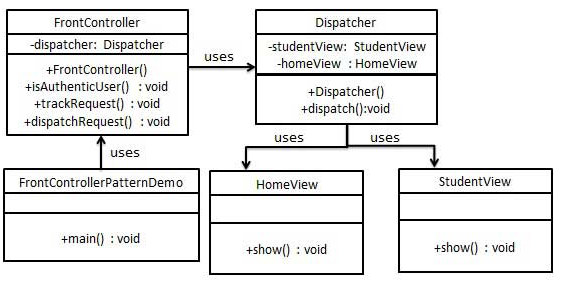 FrontController
-dispatcher: Dispatcher
+FrontController()
+isAuthenticUser() : void
+trackRequest() : void
+dispatchRequest() : void
uses
Dispatcher
-studentView: StudentView
-homeView : HomeView
+Dispatcher()
+dispatch():void
uses
uses
uses
FrontControllerPatternDemo
+main() : void
HomeView
+show() : void
StudentView
+show() : void